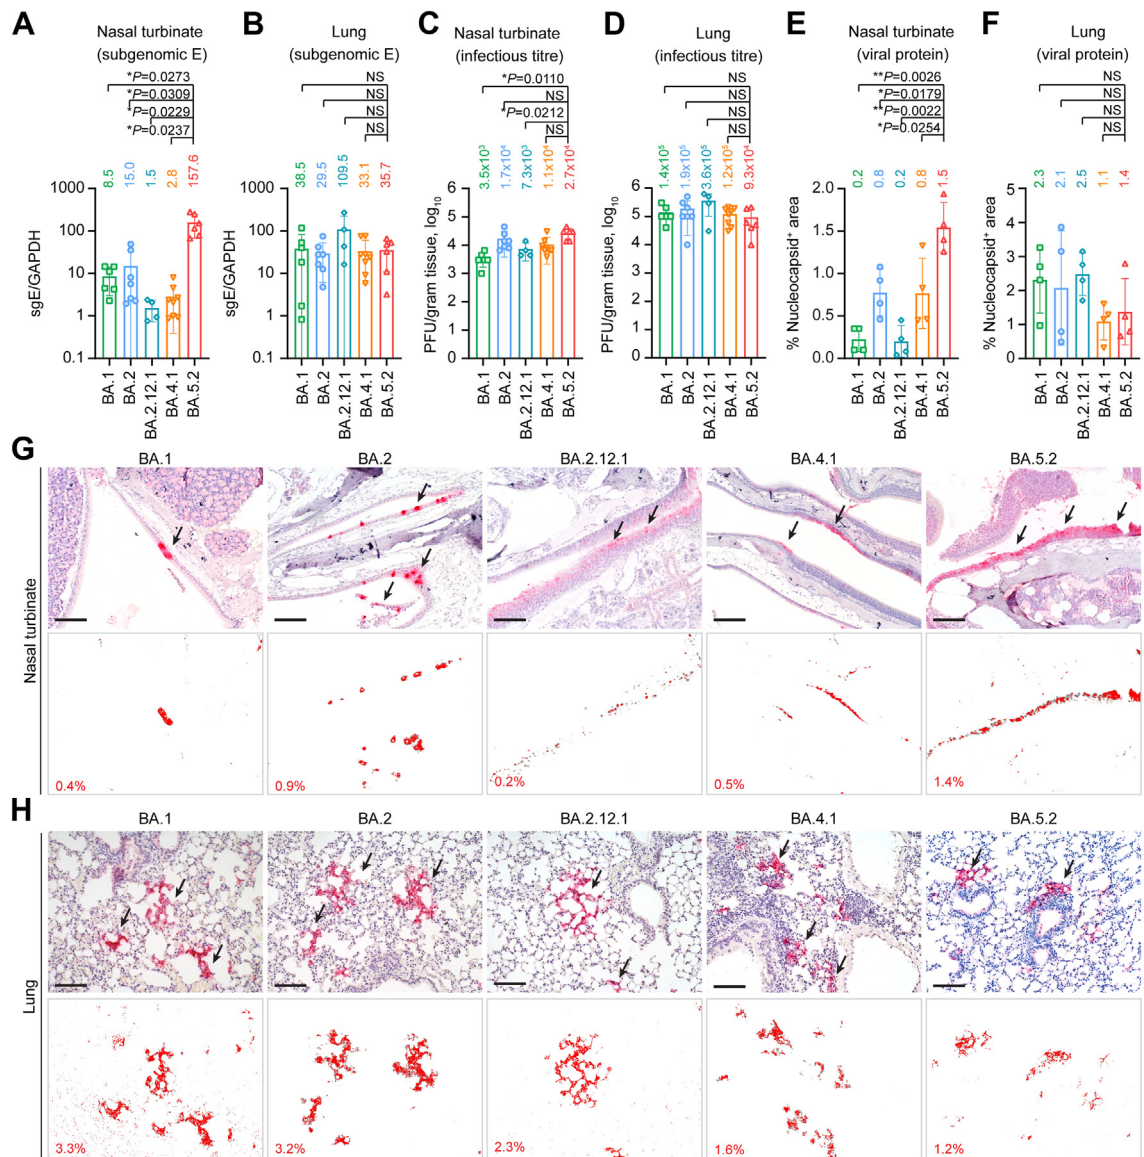 A
Nasal turbinate
(subgenomic E)
*P=0.0273
*P=0.0309
*P=0.0229
*P=0.0237
8.5
15.0
1.5
2.8
157.6
1000
100
10
1
0.1
sgE/GAPDH
BA.1
BA.2
BA.2.12.1
BA.4.1
BA.5.2
B
Lung
(subgenomic E)
NS
NS
NS
NS
38.5
29.5
109.5
33.1
35.7
1000
100
10
1
0.1
sgE/GAPDH
BA.1
BA.2
BA.2.12.1
BA.4.1
BA.5.2
C
Nasal turbinate
(infectious titre)
*P=0.0110
NS
*P=0.0212
NS
3.5x10³
1.7x10⁴
7.3x10³
1.1x10⁴
2.7x10⁴
6
5
4
3
2
1
0
PFU/gram tissue, log₁₀
BA.1
BA.2
BA.2.12.1
BA.4.1
BA.5.2
D
Lung
(infectious titre)
NS
NS
NS
NS
1.4x10⁵
1.9x10⁵
3.6x10⁵
1.2x10⁵
9.3x10⁴
6
5
4
3
2
1
0
PFU/gram tissue, log₁₀
BA.1
BA.2
BA.2.12.1
BA.4.1
BA.5.2
E
Nasal turbinate
(viral protein)
**P=0.0026
*P=0.0179
**P=0.0022
*P=0.0254
0.2
0.8
0.2
0.8
1.5
2.0
1.5
1.0
0.5
0.0
% Nucleocapsid⁺ area
BA.1
BA.2
BA.2.12.1
BA.4.1
BA.5.2
F
Lung
(viral protein)
NS
NS
NS
NS
2.3
2.1
2.5
1.1
1.4
5
4
3
2
1
0
% Nucleocapsid⁺ area
BA.1
BA.2
BA.2.12.1
BA.4.1
BA.5.2
G
BA.1
BA.2
BA.2.12.1
BA.4.1
BA.5.2
Nasal turbinate
0.4%
0.9%
0.2%
0.5%
1.4%
H
BA.1
BA.2
BA.2.12.1
BA.4.1
BA.5.2
Lung
3.3%
3.2%
2.3%
1.6%
1.2%